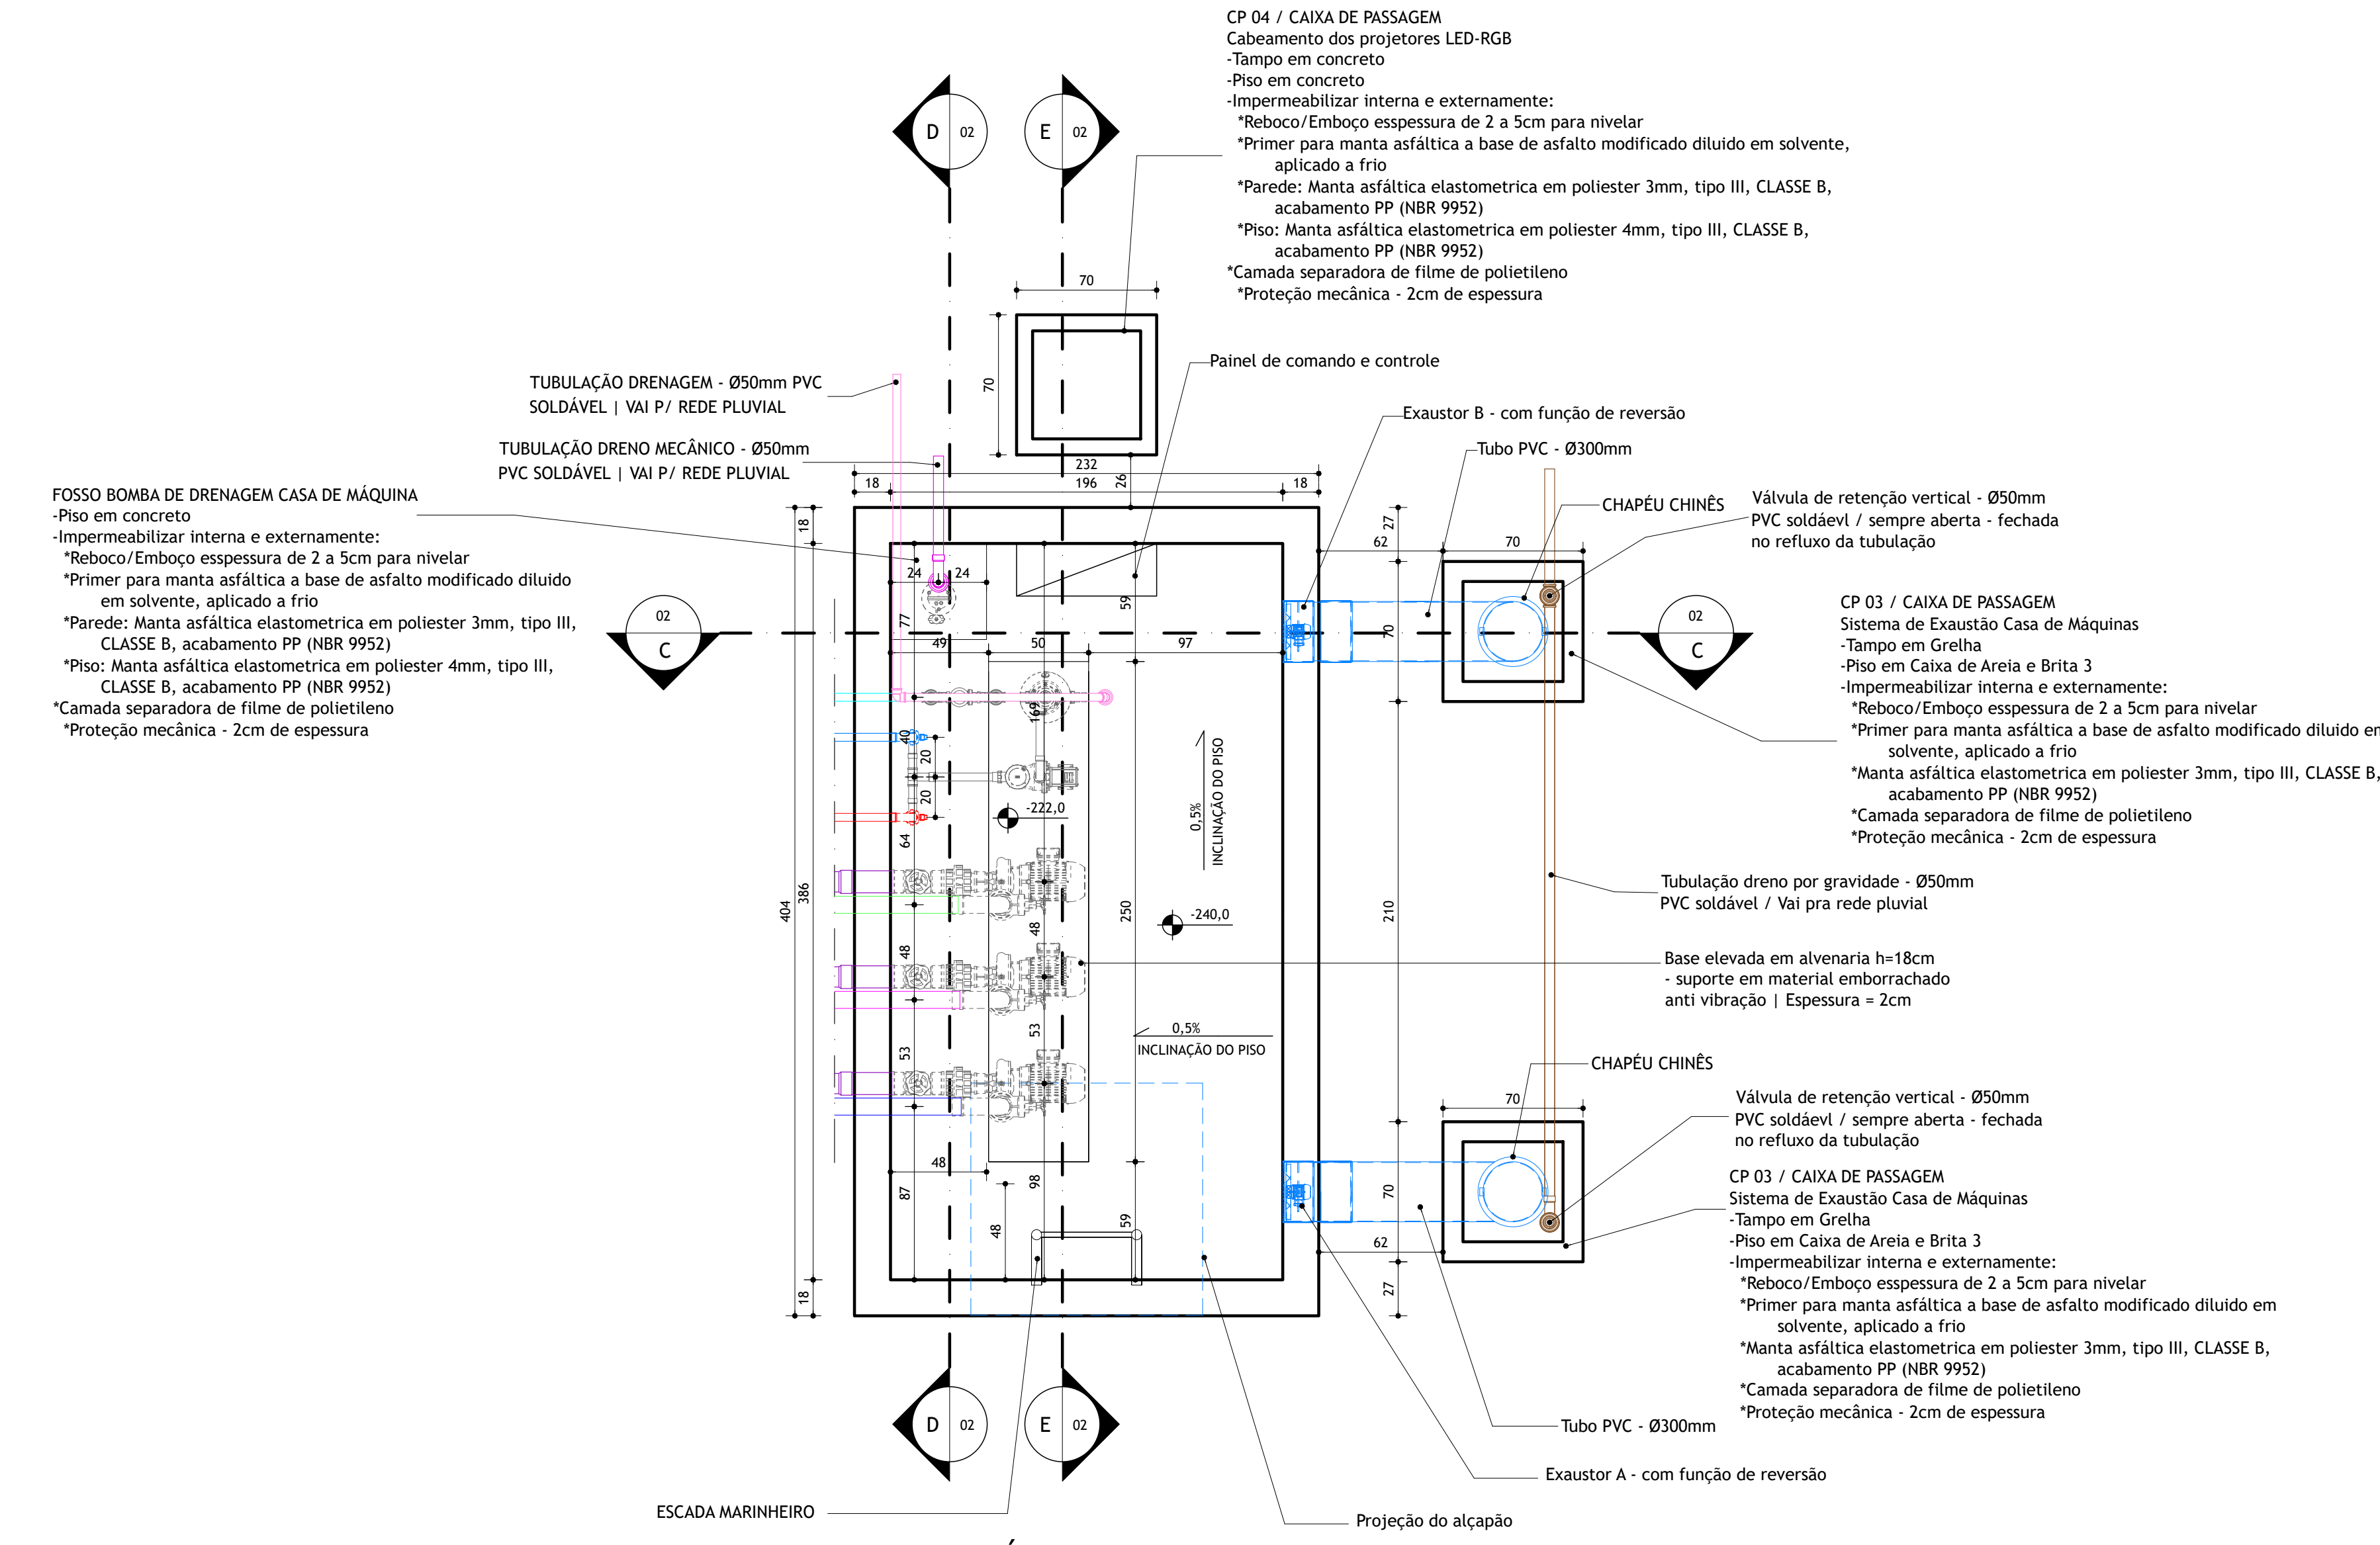 CP 04 / CAIXA DE PASSAGEM
Cabeamento dos projetores LED-RGB
-Tampo em concreto
-Piso em concreto
-Impermeabilizar interna e externamente:
*Reboco/Emboço esspessura de 2 a 5cm para nivelar
*Primer para manta asfáltica a base de asfalto modificado diluido em solvente,
aplicado a frio
*Parede: Manta asfáltica elastometrica em poliester 3mm, tipo III, CLASSE B,
acabamento PP (NBR 9952)
*Piso: Manta asfáltica elastometrica em poliester 4mm, tipo III, CLASSE B,
acabamento PP (NBR 9952)
*Camada separadora de filme de polietileno
*Proteção mecânica - 2cm de espessura
D 02
E 02
70
70
Painel de comando e controle
TUBULAÇÃO DRENAGEM - Ø50mm PVC
SOLDÁVEL | VAI P/ REDE PLUVIAL
TUBULAÇÃO DRENO MECÂNICO - Ø50mm
PVC SOLDÁVEL | VAI P/ REDE PLUVIAL
Exaustor B - com função de reversão
Tubo PVC - Ø300mm
CHAPÉU CHINÊS
Válvula de retenção vertical - Ø50mm
PVC soldáevl / sempre aberta - fechada
no refluxo da tubulação
FOSSO BOMBA DE DRENAGEM CASA DE MÁQUINA
-Piso em concreto
-Impermeabilizar interna e externamente:
*Reboco/Emboço esspessura de 2 a 5cm para nivelar
*Primer para manta asfáltica a base de asfalto modificado diluido
em solvente, aplicado a frio
*Parede: Manta asfáltica elastometrica em poliester 3mm, tipo III,
CLASSE B, acabamento PP (NBR 9952)
*Piso: Manta asfáltica elastometrica em poliester 4mm, tipo III,
CLASSE B, acabamento PP (NBR 9952)
*Camada separadora de filme de polietileno
*Proteção mecânica - 2cm de espessura
232
26
18 196 18
18
27
62
70
24 24
59
77
70
49 50 97
02
C
02
C
CP 03 / CAIXA DE PASSAGEM
Sistema de Exaustão Casa de Máquinas
-Tampo em Grelha
-Piso em Caixa de Areia e Brita 3
-Impermeabilizar interna e externamente:
*Reboco/Emboço esspessura de 2 a 5cm para nivelar
*Primer para manta asfáltica a base de asfalto modificado diluido em
solvente, aplicado a frio
*Manta asfáltica elastometrica em poliester 3mm, tipo III, CLASSE B,
acabamento PP (NBR 9952)
*Camada separadora de filme de polietileno
*Proteção mecânica - 2cm de espessura
169
40
20
20
-222,0
64
0,5%
INCLINAÇÃO DO PISO
404
386
250
-240,0
210
48
48
53
53
0,5%
INCLINAÇÃO DO PISO
Tubulação dreno por gravidade - Ø50mm
PVC soldável / Vai pra rede pluvial
Base elevada em alvenaria h=18cm
- suporte em material emborrachado
anti vibração | Espessura = 2cm
CHAPÉU CHINÊS
70
Válvula de retenção vertical - Ø50mm
PVC soldáevl / sempre aberta - fechada
no refluxo da tubulação
48
87
98
48
59
70
62
27
18
CP 03 / CAIXA DE PASSAGEM
Sistema de Exaustão Casa de Máquinas
-Tampo em Grelha
-Piso em Caixa de Areia e Brita 3
-Impermeabilizar interna e externamente:
*Reboco/Emboço esspessura de 2 a 5cm para nivelar
*Primer para manta asfáltica a base de asfalto modificado diluido em
solvente, aplicado a frio
*Manta asfáltica elastometrica em poliester 3mm, tipo III, CLASSE B,
acabamento PP (NBR 9952)
*Camada separadora de filme de polietileno
*Proteção mecânica - 2cm de espessura
D 02
E 02
Tubo PVC - Ø300mm
Exaustor A - com função de reversão
ESCADA MARINHEIRO
Projeção do alçapão